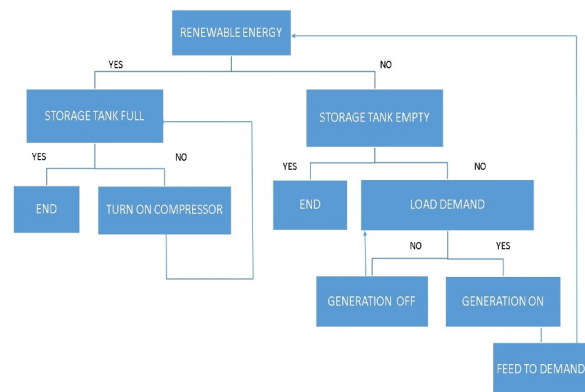 RENEWABLE ENERGY
YES
NO
STORAGE TANK FULL
STORAGE TANK EMPTY
YES
NO
YES
NO
END
TURN ON COMPRESSOR
END
LOAD DEMAND
NO
YES
GENERATION OFF
GENERATION ON
FEED TO DEMAND